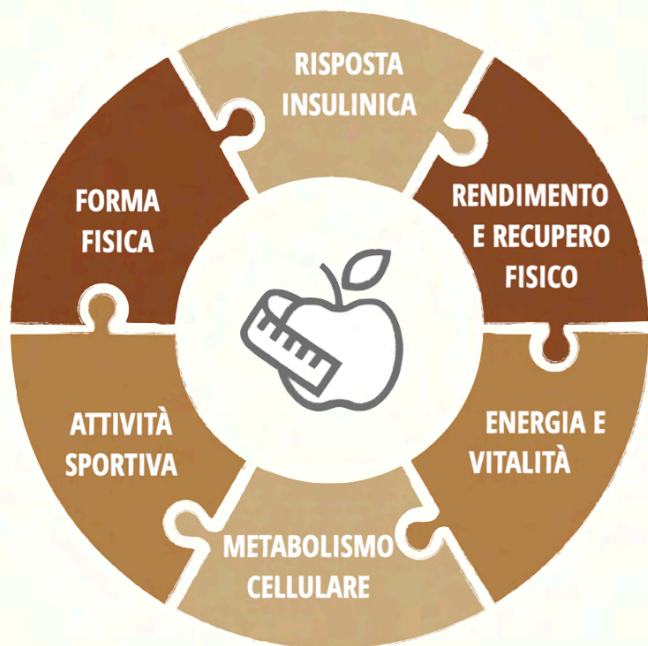 RISPOSTA
INSULINICA
RENDIMENTO
E RECUPERO
FISICO
ENERGIA E
VITALITÀ
METABOLISMO
CELLULARE
ATTIVITÀ
SPORTIVA
FORMA
FISICA